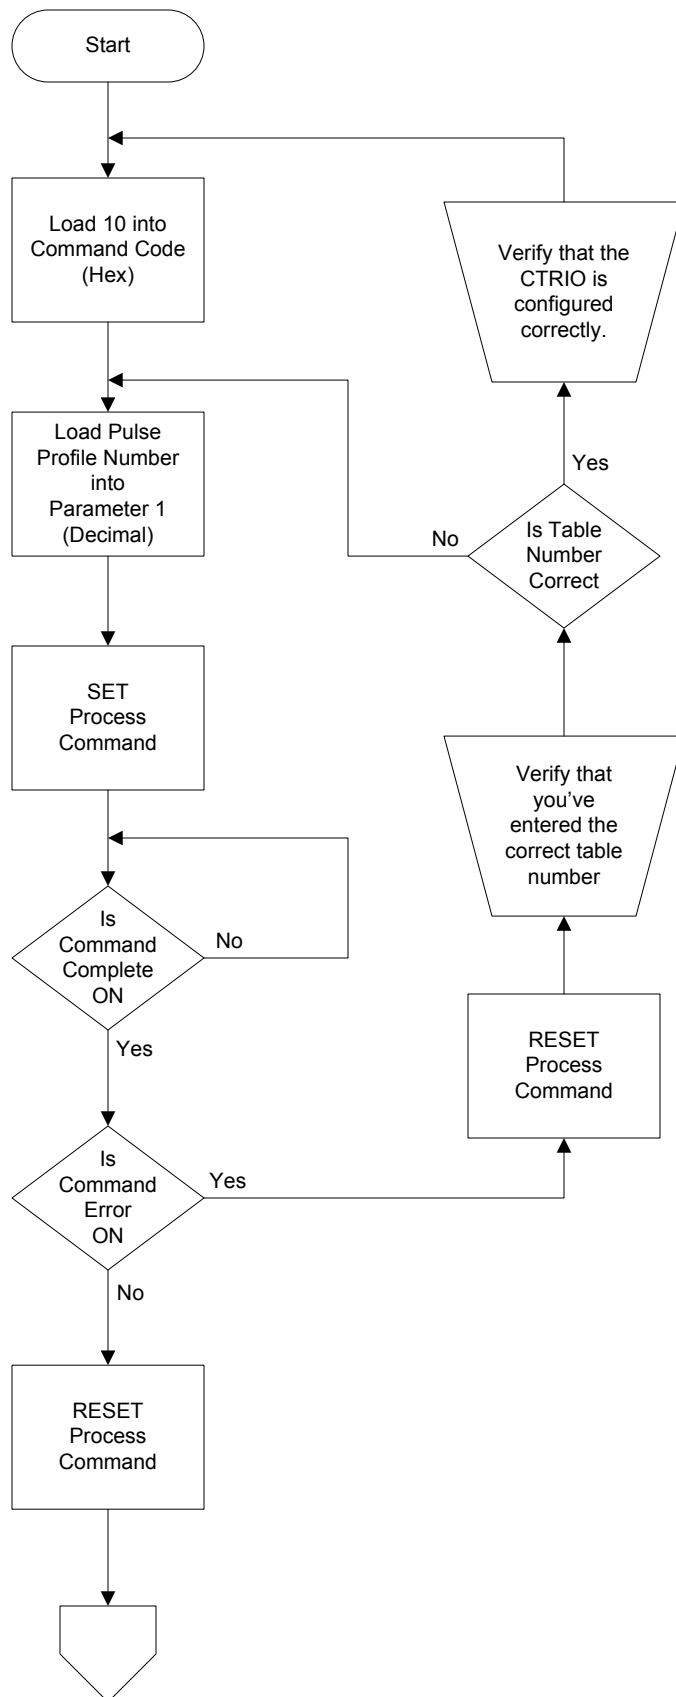 Start
Load 10 into
Command Code
(Hex)
Verify that the
CTRIO is
configured
correctly.
Load Pulse
Profile Number
into
Parameter 1
(Decimal)
Yes
No
Is Table
Number
Correct
SET
Process
Command
Verify that
you’ve
entered the
correct table
number
Is
Command
Complete
ON
No
Yes
RESET
Process
Command
Is
Command
Error
ON
Yes
No
RESET
Process
Command